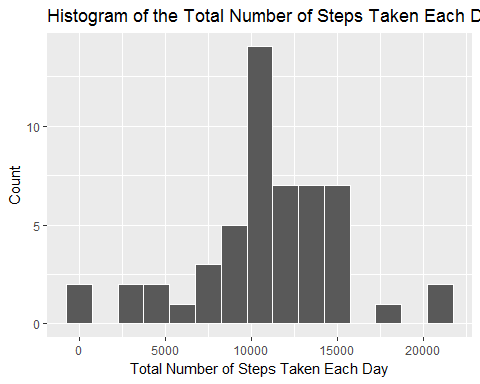 Histogram of the Total Number of Steps Taken Each D
Count
10
5
0
0
5000
10000
15000
20000
Total Number of Steps Taken Each Day